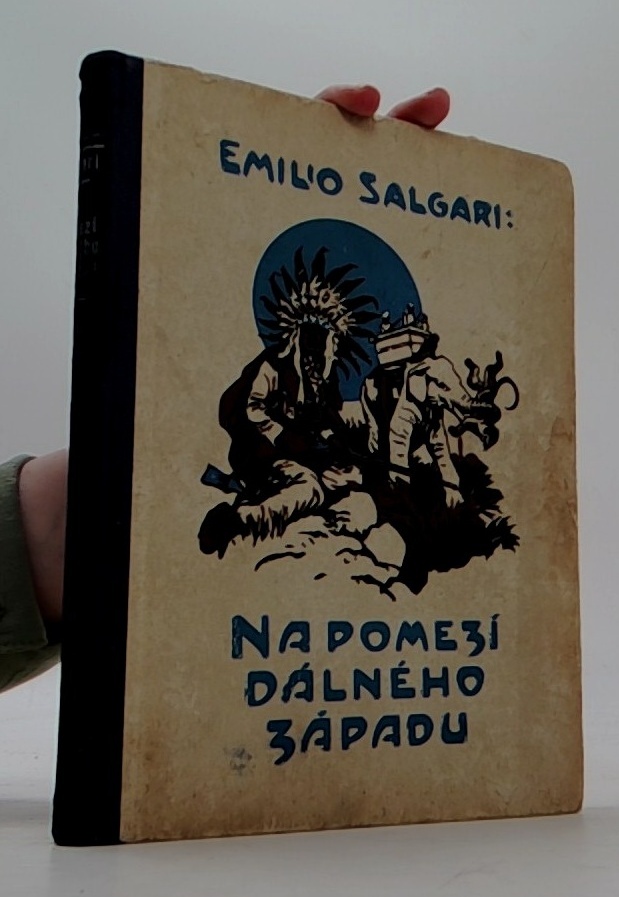 EMILIO SALGARI:
NA POMEZÍ
DÁLNÉHO
ZÁPADU